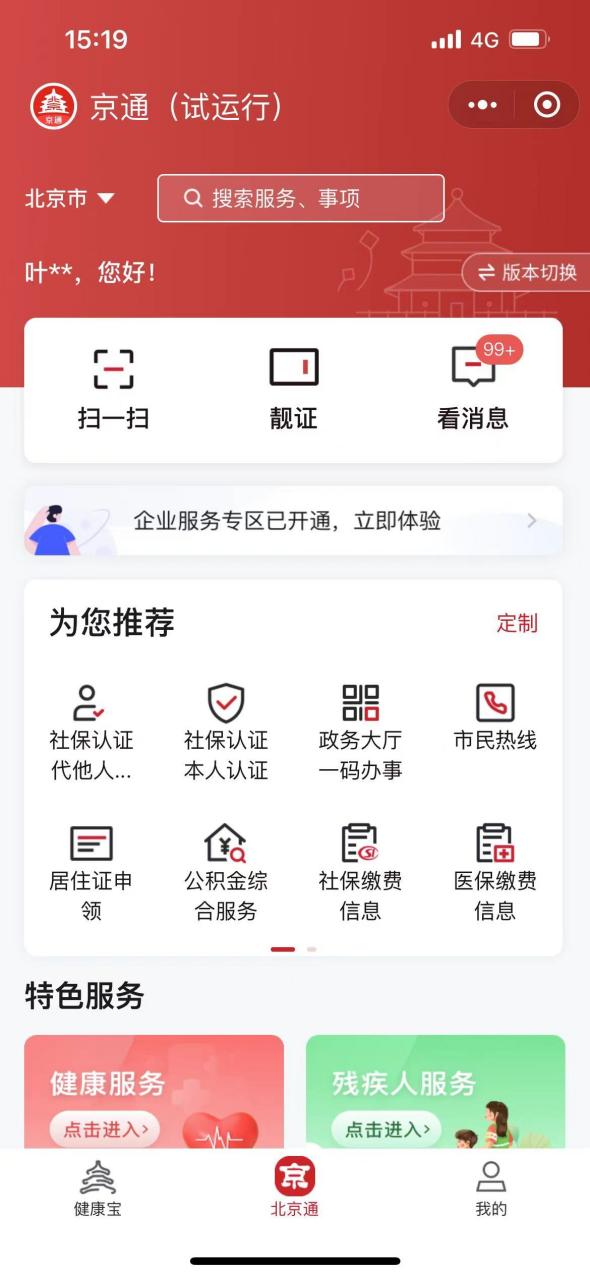 15:19 4G
京通 京通（试运行）
北京市 搜索服务、事项
叶**，您好！ 版本切换
99+
扫一扫 靓证 看消息
企业服务专区已开通，立即体验
为您推荐 定制
社保认证 社保认证 政务大厅 市民热线
代他人... 本人认证 一码办事
¥ SI
居住证申 公积金综 社保缴费 医保缴费
领 合服务 信息 信息
特色服务
健康服务 残疾人服务
点击进入> 点击进入>
京
健康宝 北京通 我的